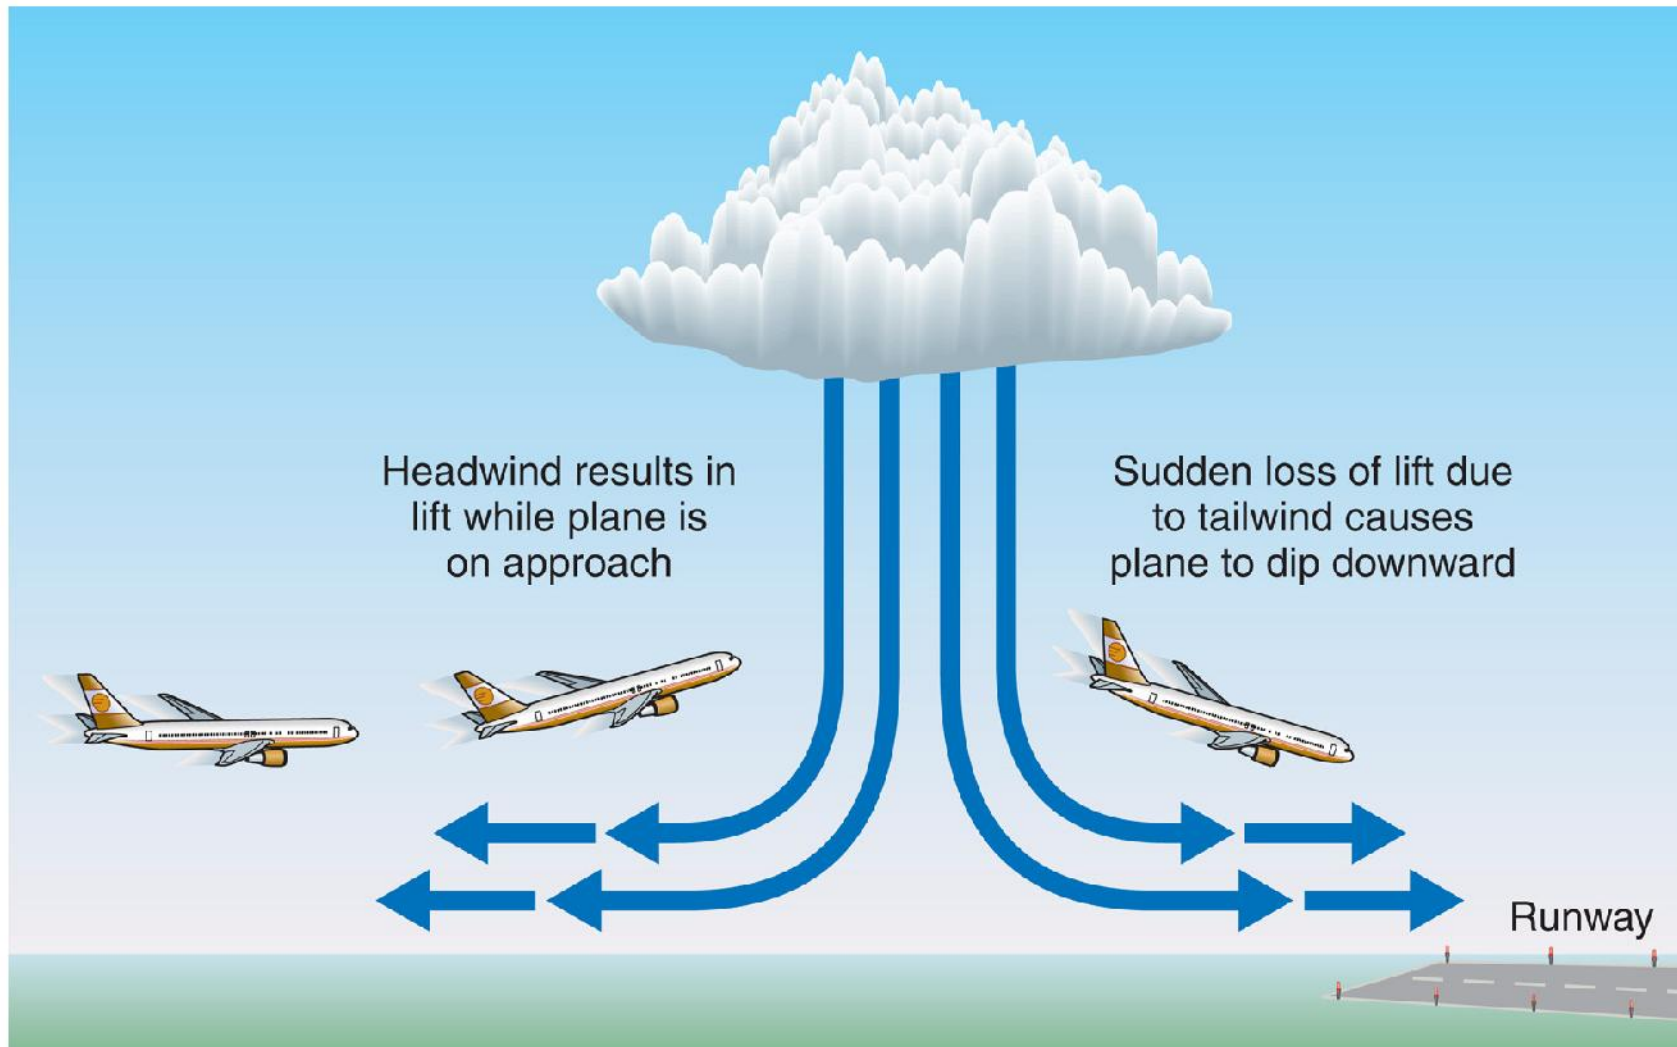 Headwind results in
lift while plane is
on approach
Sudden loss of lift due
to tailwind causes
plane to dip downward
Runway